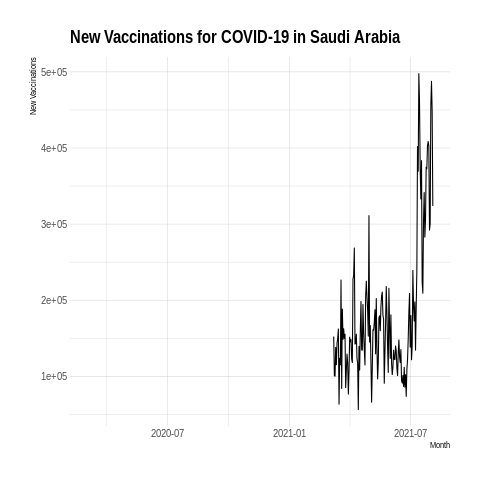 New Vaccinations for COVID-19 in Saudi Arabia
New Vaccinations
5e+05
4e+05
3e+05
2e+05
1e+05
2020-07 2021-01 2021-07
Month